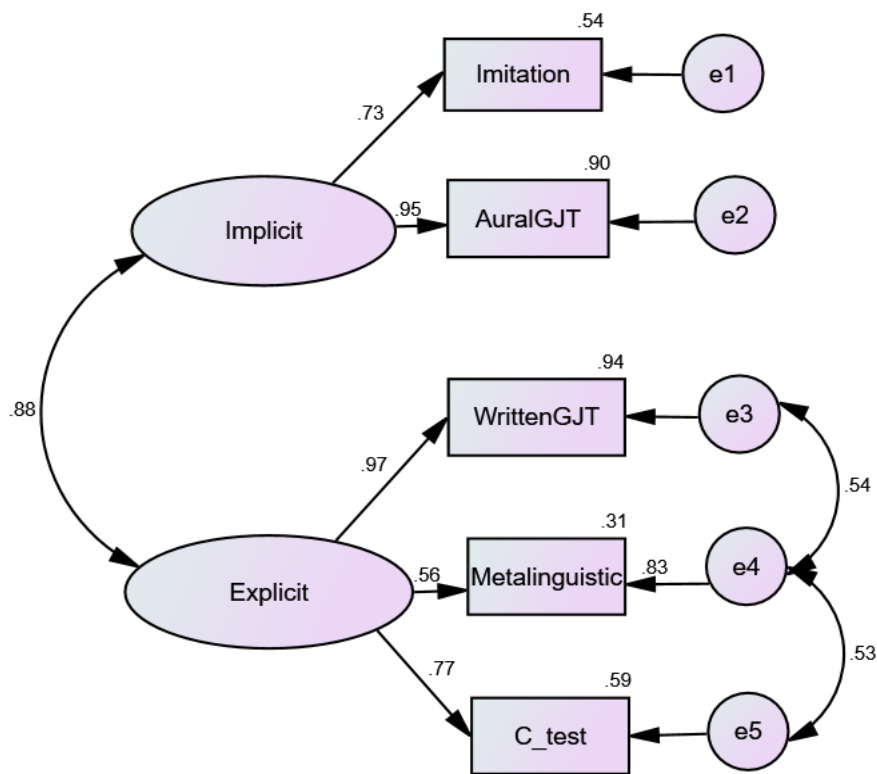 .54
Imitation
e1
.73
.90
.95
AuralGJT
e2
Implicit
.94
WrittenGJT
e3
.88
.97
.54
.31
.56
Metalinguistic
.83
e4
Explicit
.53
.77
.59
C_test
e5